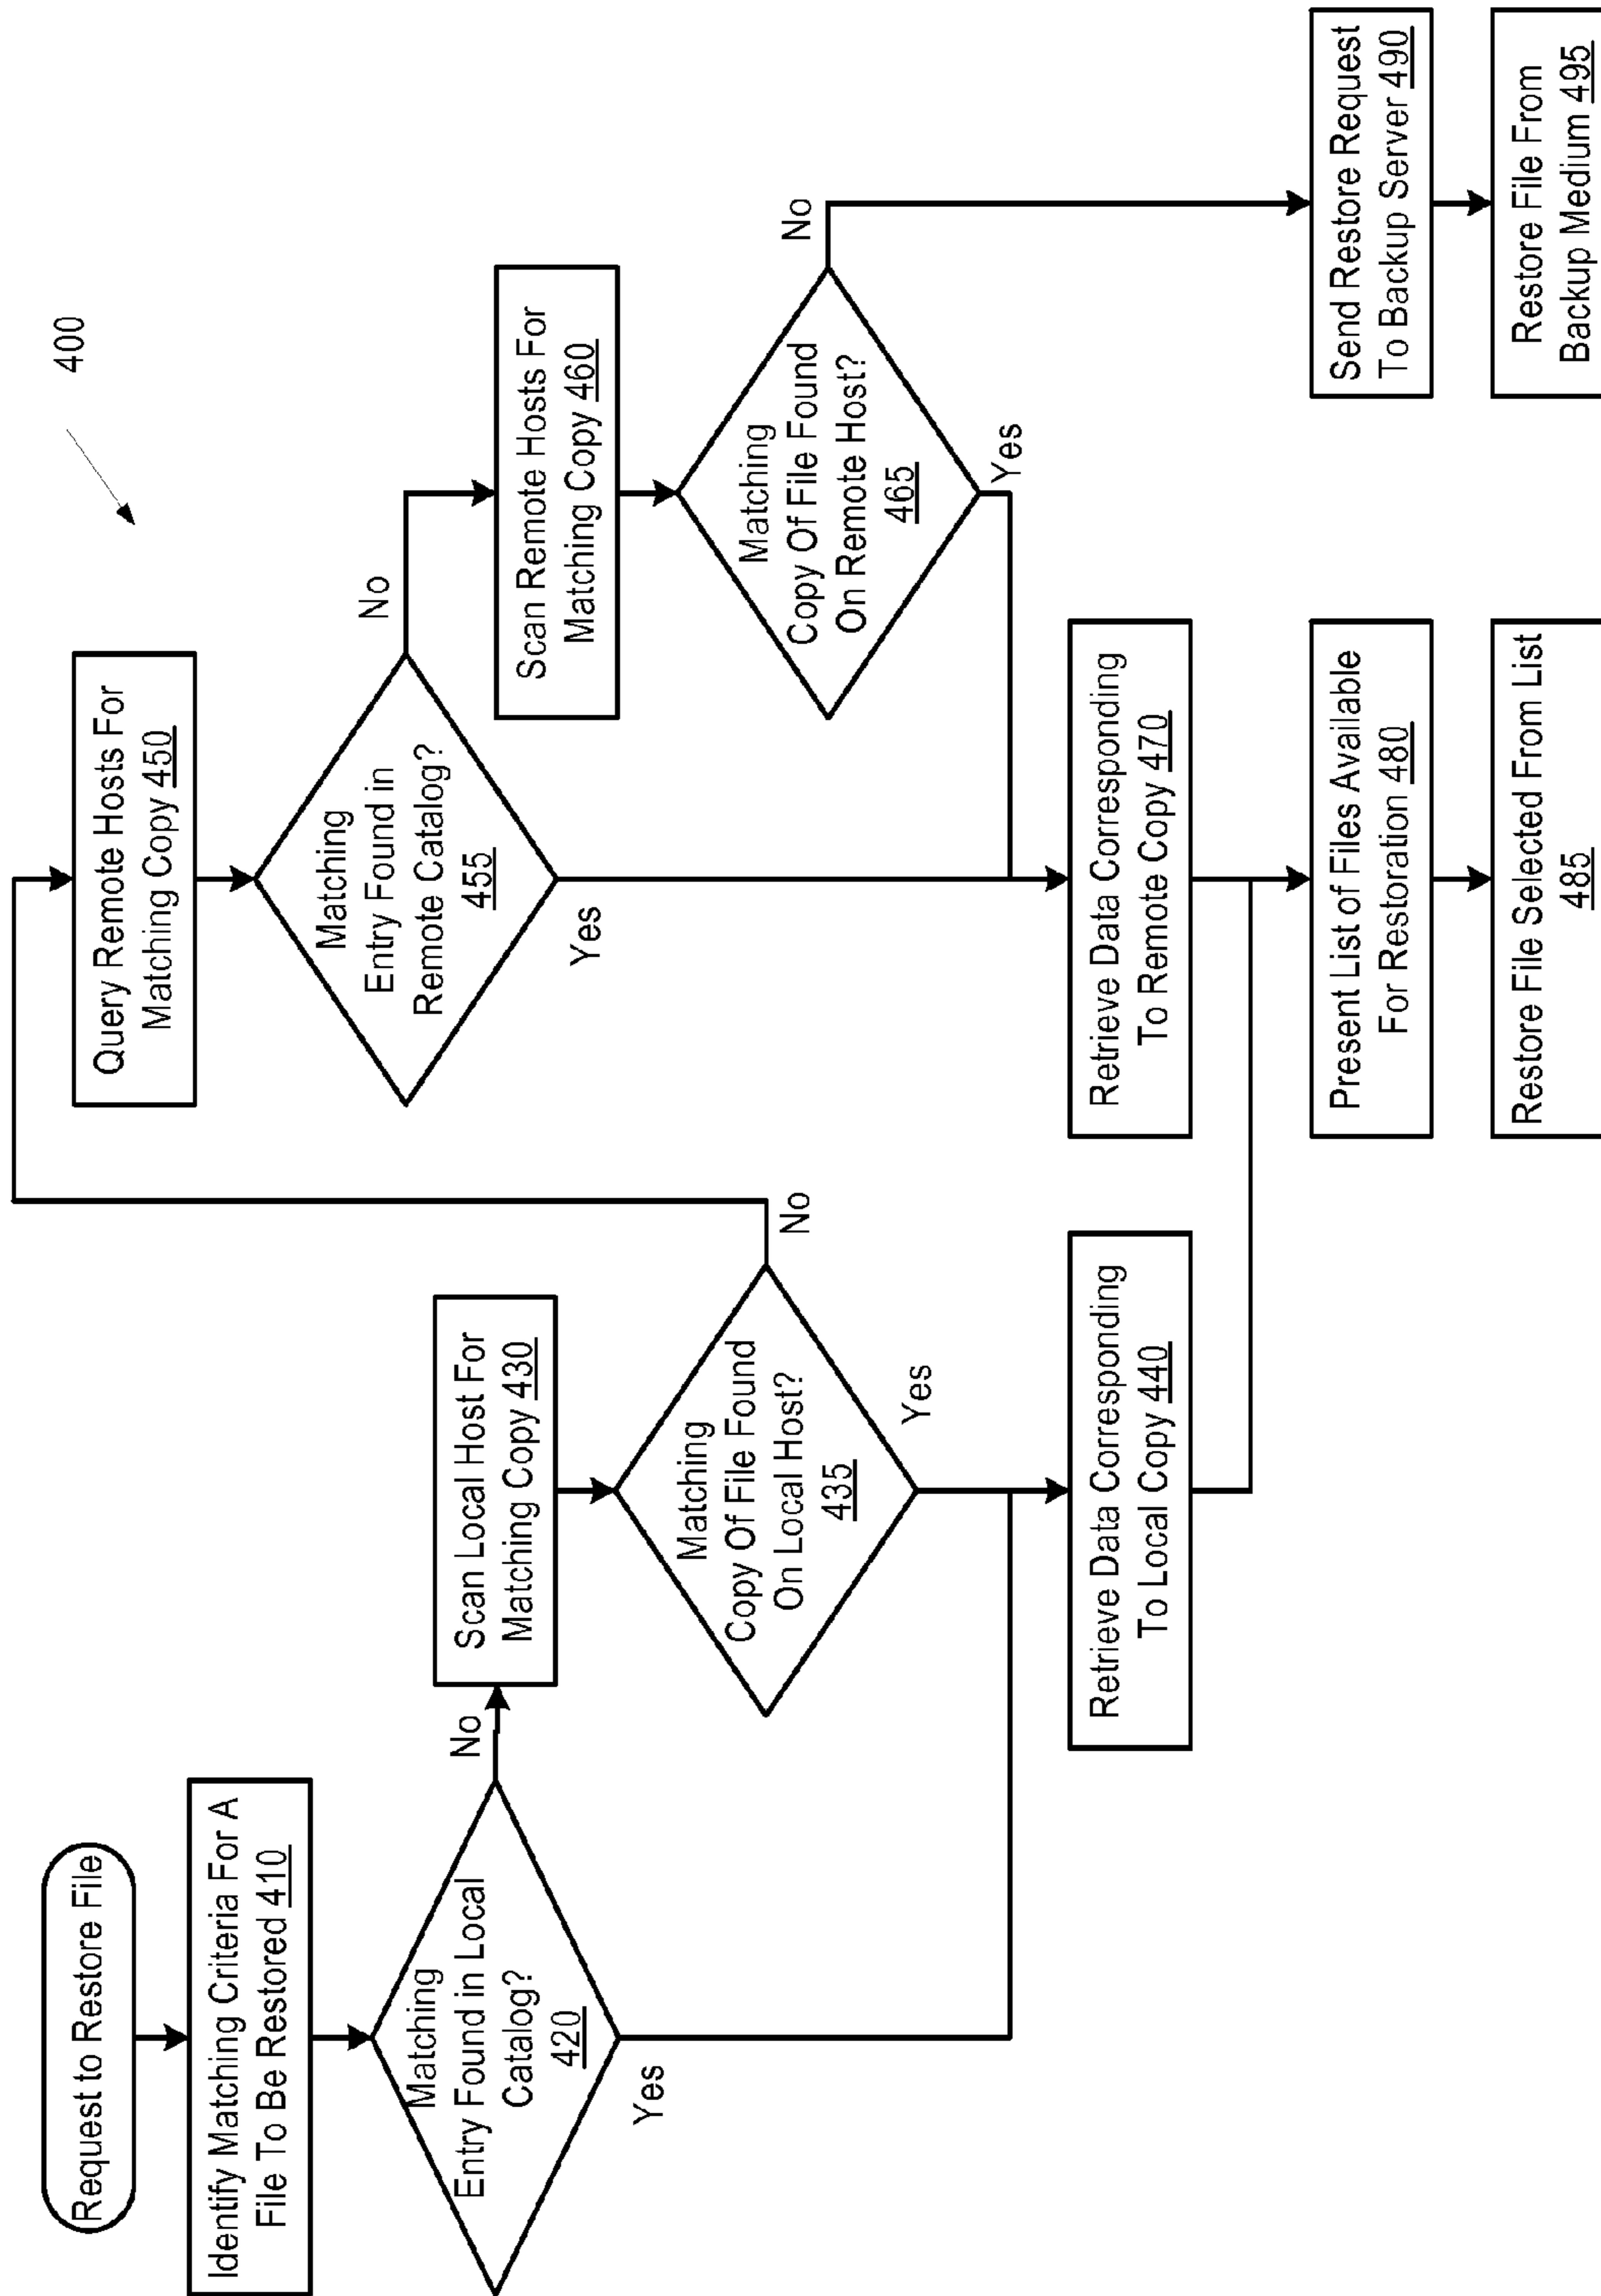 400
Request to Restore File
Identify Matching Criteria For A
File To Be Restored 410
Matching
Entry Found in Local
Catalog?
420
No
Yes
Scan Local Host For
Matching Copy 430
Matching
Copy Of File Found
On Local Host?
435
No
Yes
Retrieve Data Corresponding
To Local Copy 440
Query Remote Hosts For
Matching Copy 450
Matching
Entry Found in
Remote Catalog?
455
No
Yes
Scan Remote Hosts For
Matching Copy 460
Matching
Copy Of File Found
On Remote Host?
465
No
Yes
Retrieve Data Corresponding
To Remote Copy 470
Present List of Files Available
For Restoration 480
Restore File Selected From List
485
Send Restore Request
To Backup Server 490
Restore File From
Backup Medium 495